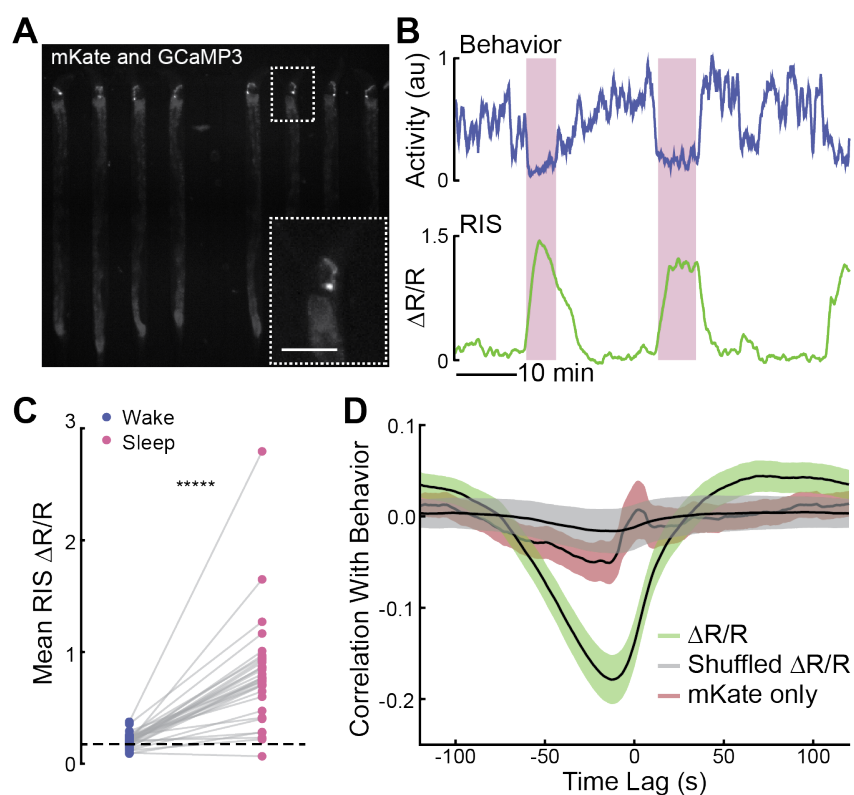 A
mKate and GCaMP3
B
Behavior
Activity (au)
1
0
RIS
ΔR/R
1.5
0
10 min
C
Wake
Sleep
*****
Mean RIS ΔR/R
3
2
1
0
D
Correlation With Behavior
0.1
0.0
-0.1
-0.2
ΔR/R
Shuffled ΔR/R
mKate only
-100
-50
0
50
100
Time Lag (s)